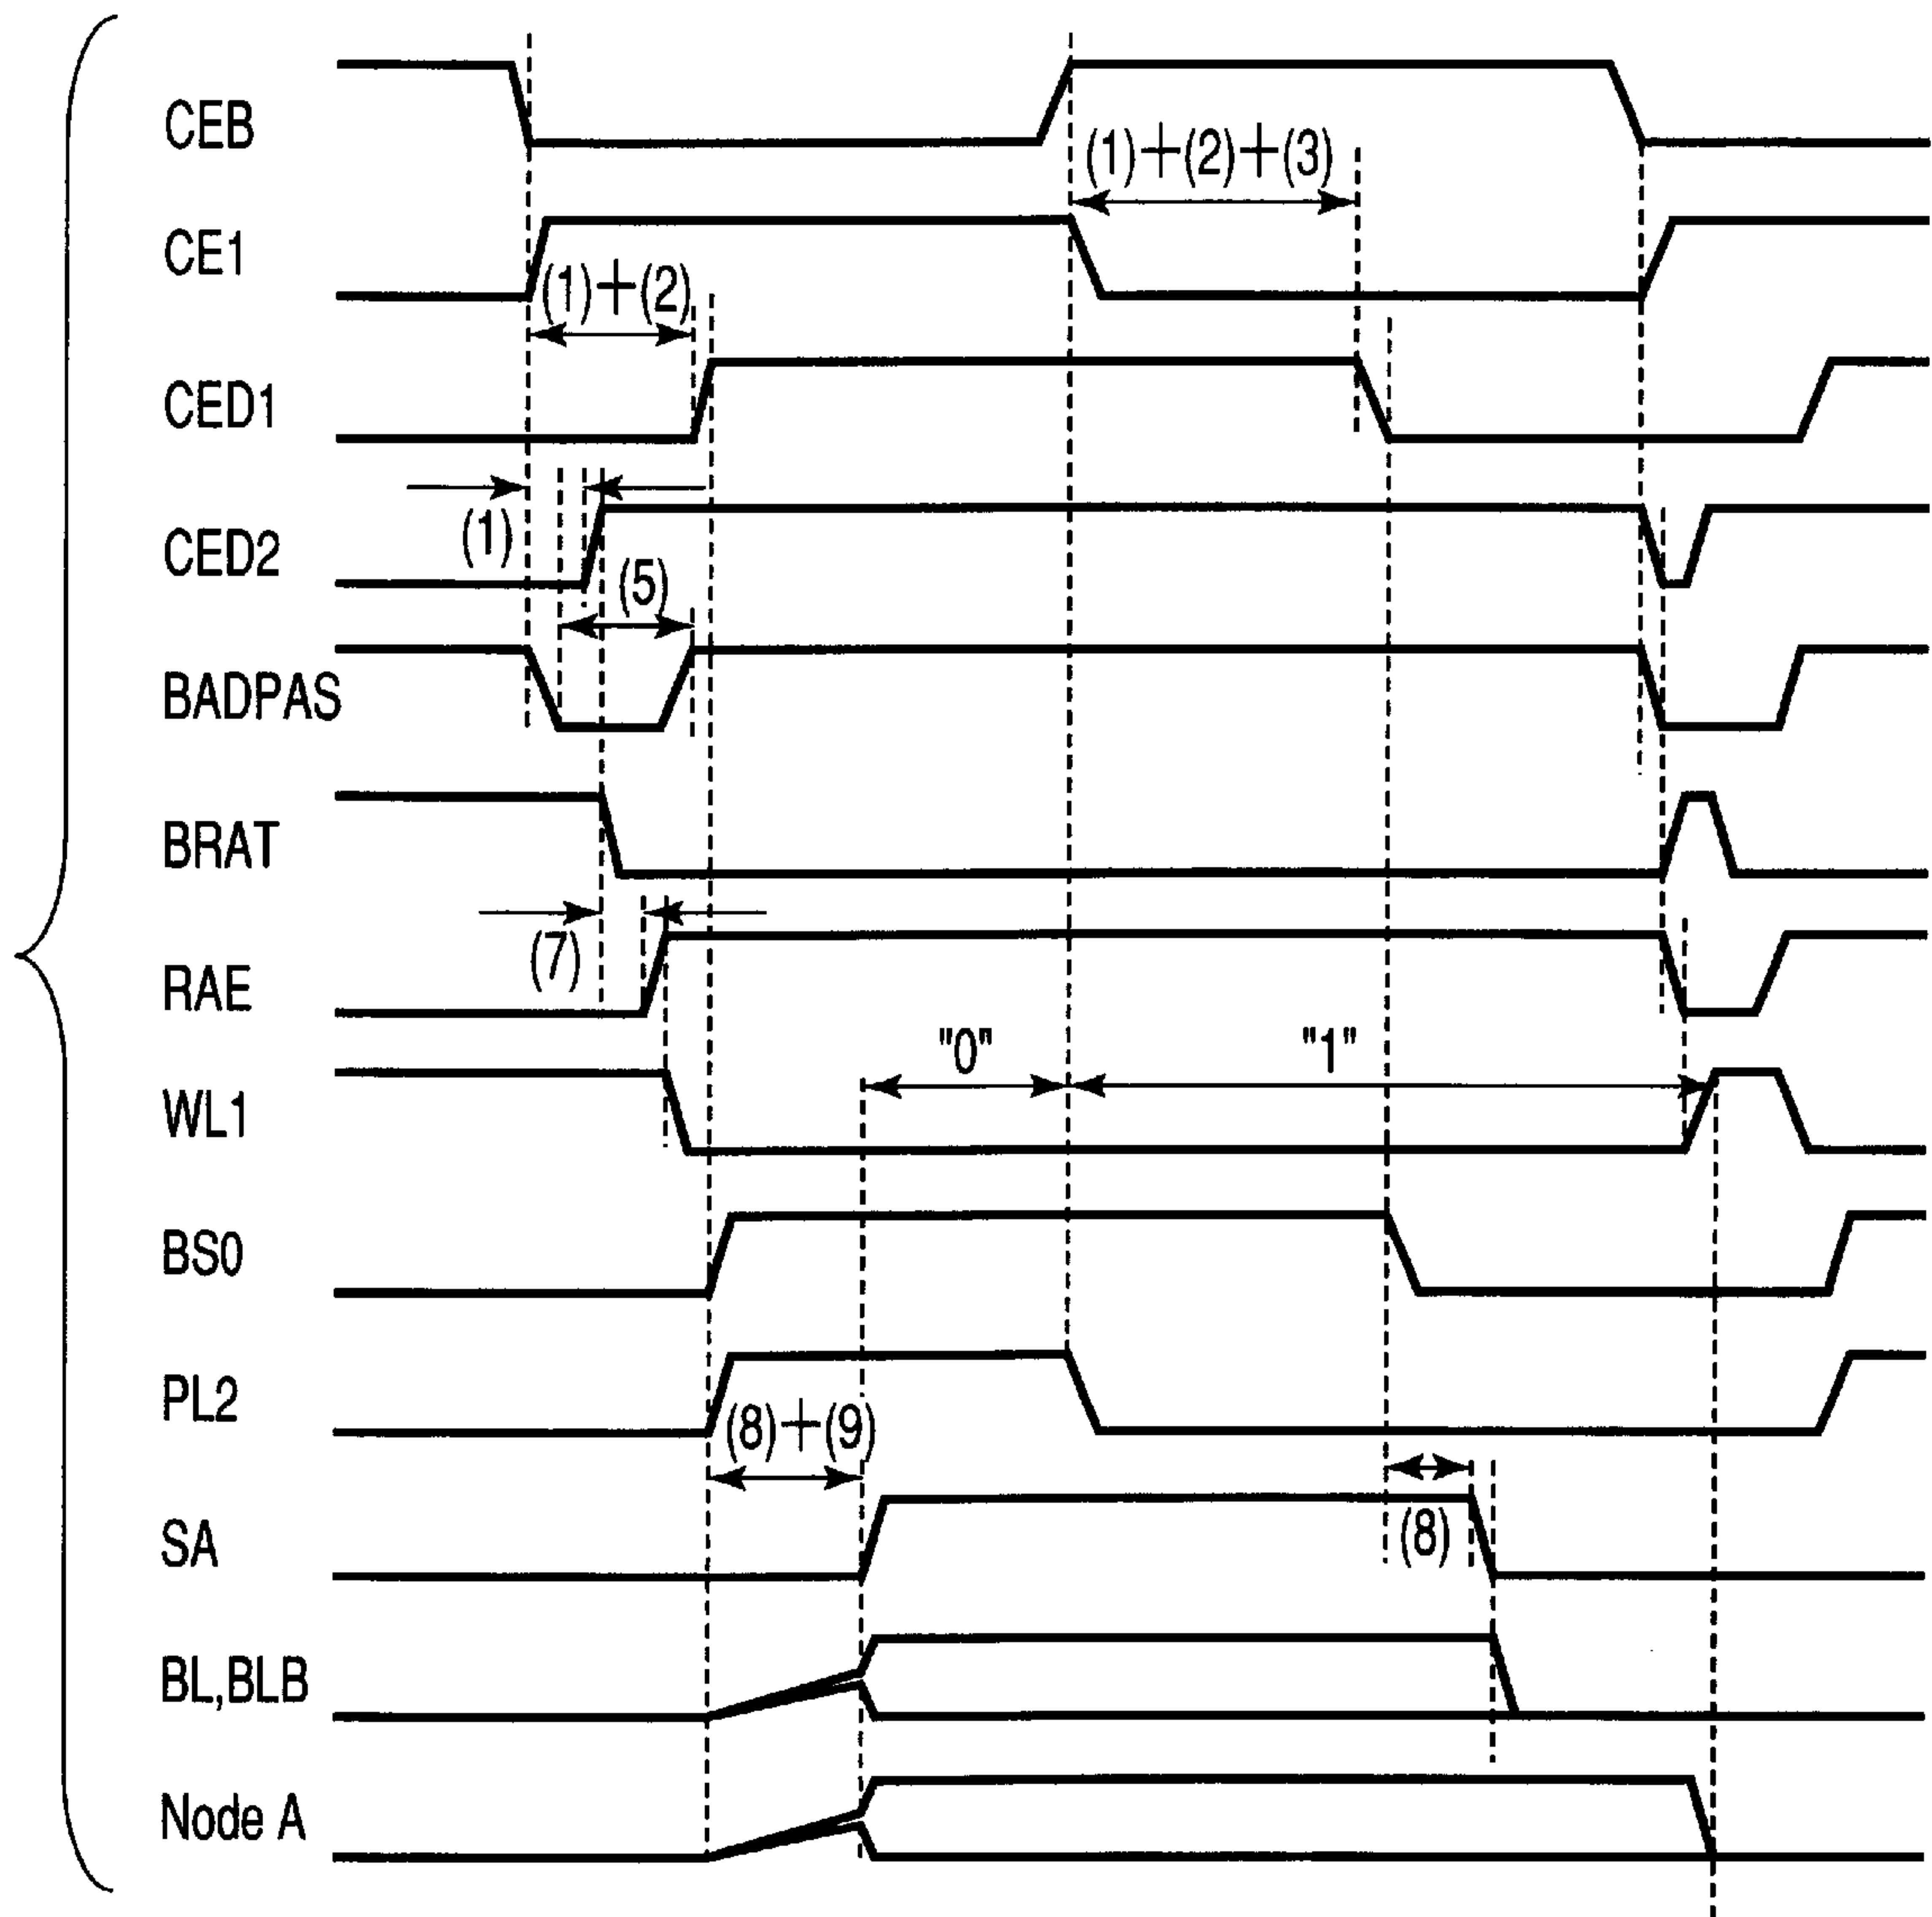 CEB
(1)+(2)+(3)
CE1
(1)+(2)
CED1
(1)
CED2
(5)
BADPAS
BRAT
(7)
RAE
"0"
"1"
WL1
BS0
PL2
(8)+(9)
(8)
SA
BL,BLB
Node A